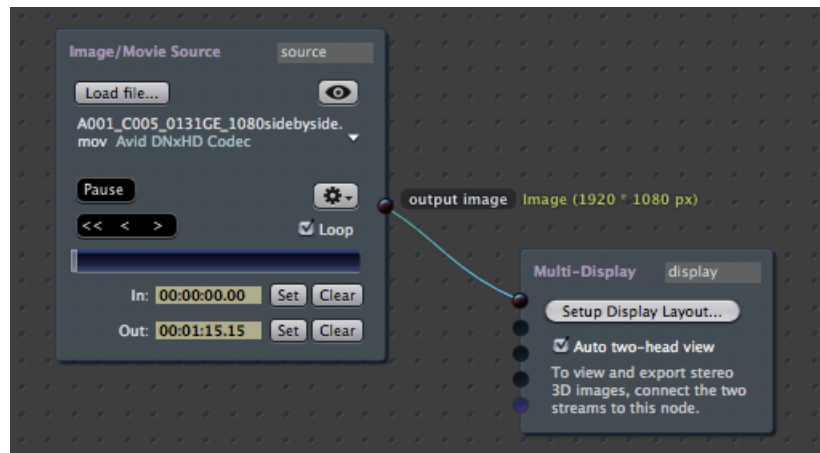 Image/Movie Source source
Load file...
A001_C005_0131GE_1080sidebyside.
mov Avid DNxHD Codec
Pause
<< < >
Loop
In: 00:00:00.00 Set Clear
Out: 00:01:15.15 Set Clear
output image Image (1920 * 1080 px)
Multi-Display display
Setup Display Layout...
Auto two-head view
To view and export stereo
3D images, connect the two
streams to this node.